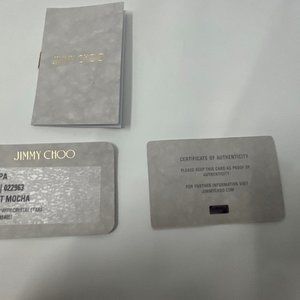 JIMMY CHOO
JIMMY CHOO
PA
022963
T MOCHA
CERTIFICATE OF AUTHENTICITY
PLEASE KEEP THIS CARD AS PROOF OF
AUTHENTICITY
FOR FURTHER INFORMATION VISIT
JIMMYCHOO.COM